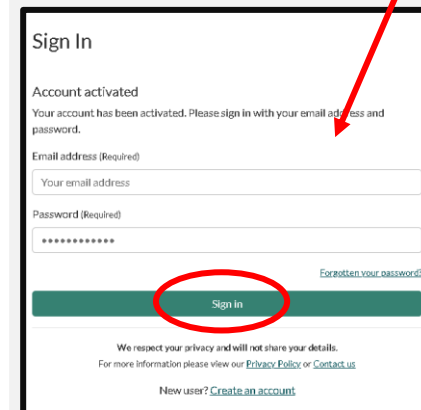 Sign In
Account activated
Your account has been activated. Please sign in with your email address and
password.
Email address (Required)
Your email address
Password (Required)
Forgotten your password?
Sign in
We respect your privacy and will not share your details.
For more information please view our Privacy Policy or Contact us
New user? Create an account